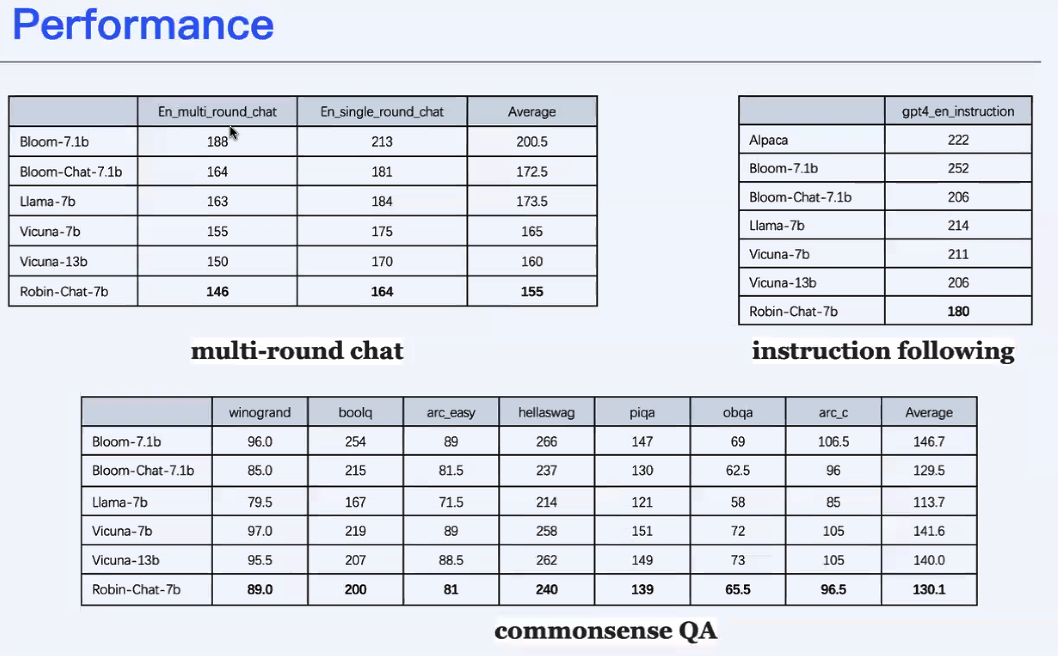 Performance
En_multi_round_chat En_single_round_chat Average
Bloom-7.1b 188 213 200.5
Bloom-Chat-7.1b 164 181 172.5
Llama-7b 163 184 173.5
Vicuna-7b 155 175 165
Vicuna-13b 150 170 160
Robin-Chat-7b 146 164 155
multi-round chat
gpt4_en_instruction
Alpaca 222
Bloom-7.1b 252
Bloom-Chat-7.1b 206
Llama-7b 214
Vicuna-7b 211
Vicuna-13b 206
Robin-Chat-7b 180
instruction following
winogrand boolq arc_easy hellaswag piqa obqa arc_c Average
Bloom-7.1b 96.0 254 89 266 147 69 106.5 146.7
Bloom-Chat-7.1b 85.0 215 81.5 237 130 62.5 96 129.5
Llama-7b 79.5 167 71.5 214 121 58 85 113.7
Vicuna-7b 97.0 219 89 258 151 72 105 141.6
Vicuna-13b 95.5 207 88.5 262 149 73 105 140.0
Robin-Chat-7b 89.0 200 81 240 139 65.5 96.5 130.1
commonsense QA